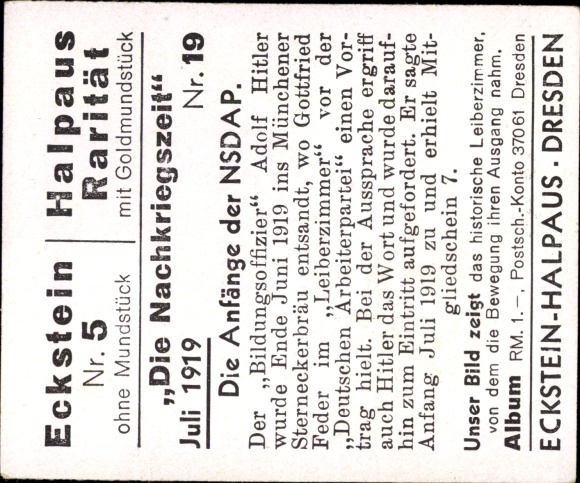 Eckstein Halpaus
Nr. 5 Rarität
ohne Mundstück mit Goldmundstück
„Die Nachkriegszeit“
Juli 1919 Nr. 19
Die Anfänge der NSDAP.
Der „Bildungsoffizier“ Adolf Hitler
wurde Ende Juni 1919 ins Münchener
Sterneckerbräu entsandt, wo Gottfried
Feder im „Leiberzimmer“ vor der
„Deutschen Arbeiterpartei“ einen Vor-
trag hielt. Bei der Aussprache ergriff
auch Hitler das Wort und wurde darauf-
hin zum Eintritt aufgefordert. Er sagte
Anfang Juli 1919 zu und erhielt Mit-
gliedschein 7.
Unser Bild zeigt das historische Leiberzimmer,
von dem die Bewegung ihren Ausgang nahm.
Album RM. 1.–, Postsch.-Konto 37061 Dresden
ECKSTEIN-HALPAUS · DRESDEN